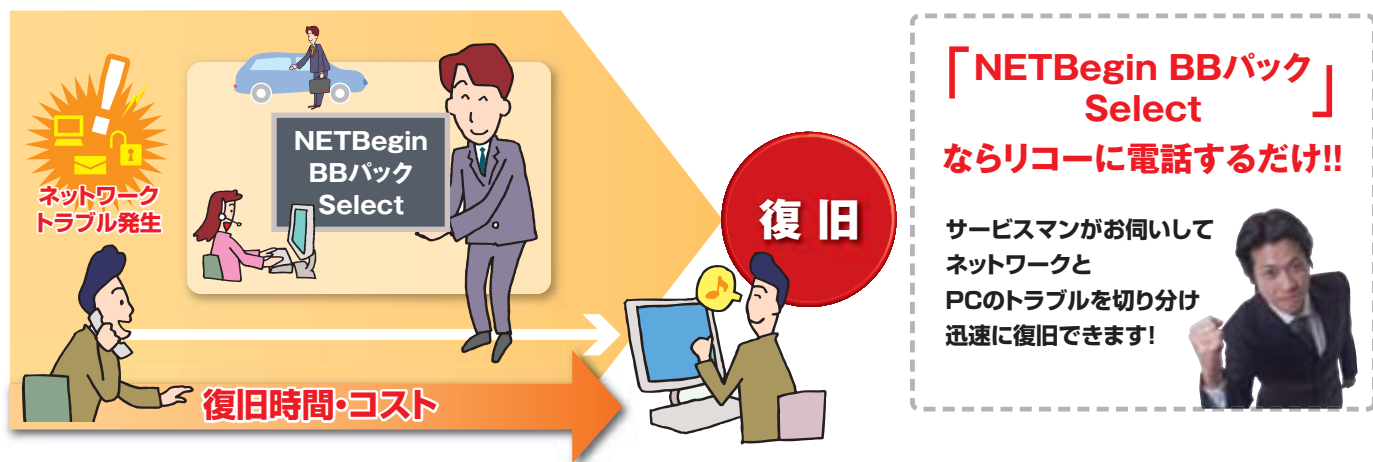 ネットワーク
トラブル発生
NETBegin
BBパック
Select
復旧
復旧時間・コスト
「NETBegin BBパック
Select」
ならリコーに電話するだけ!!
サービスマンがお伺いして
ネットワークと
PCのトラブルを切り分け
迅速に復旧できます!